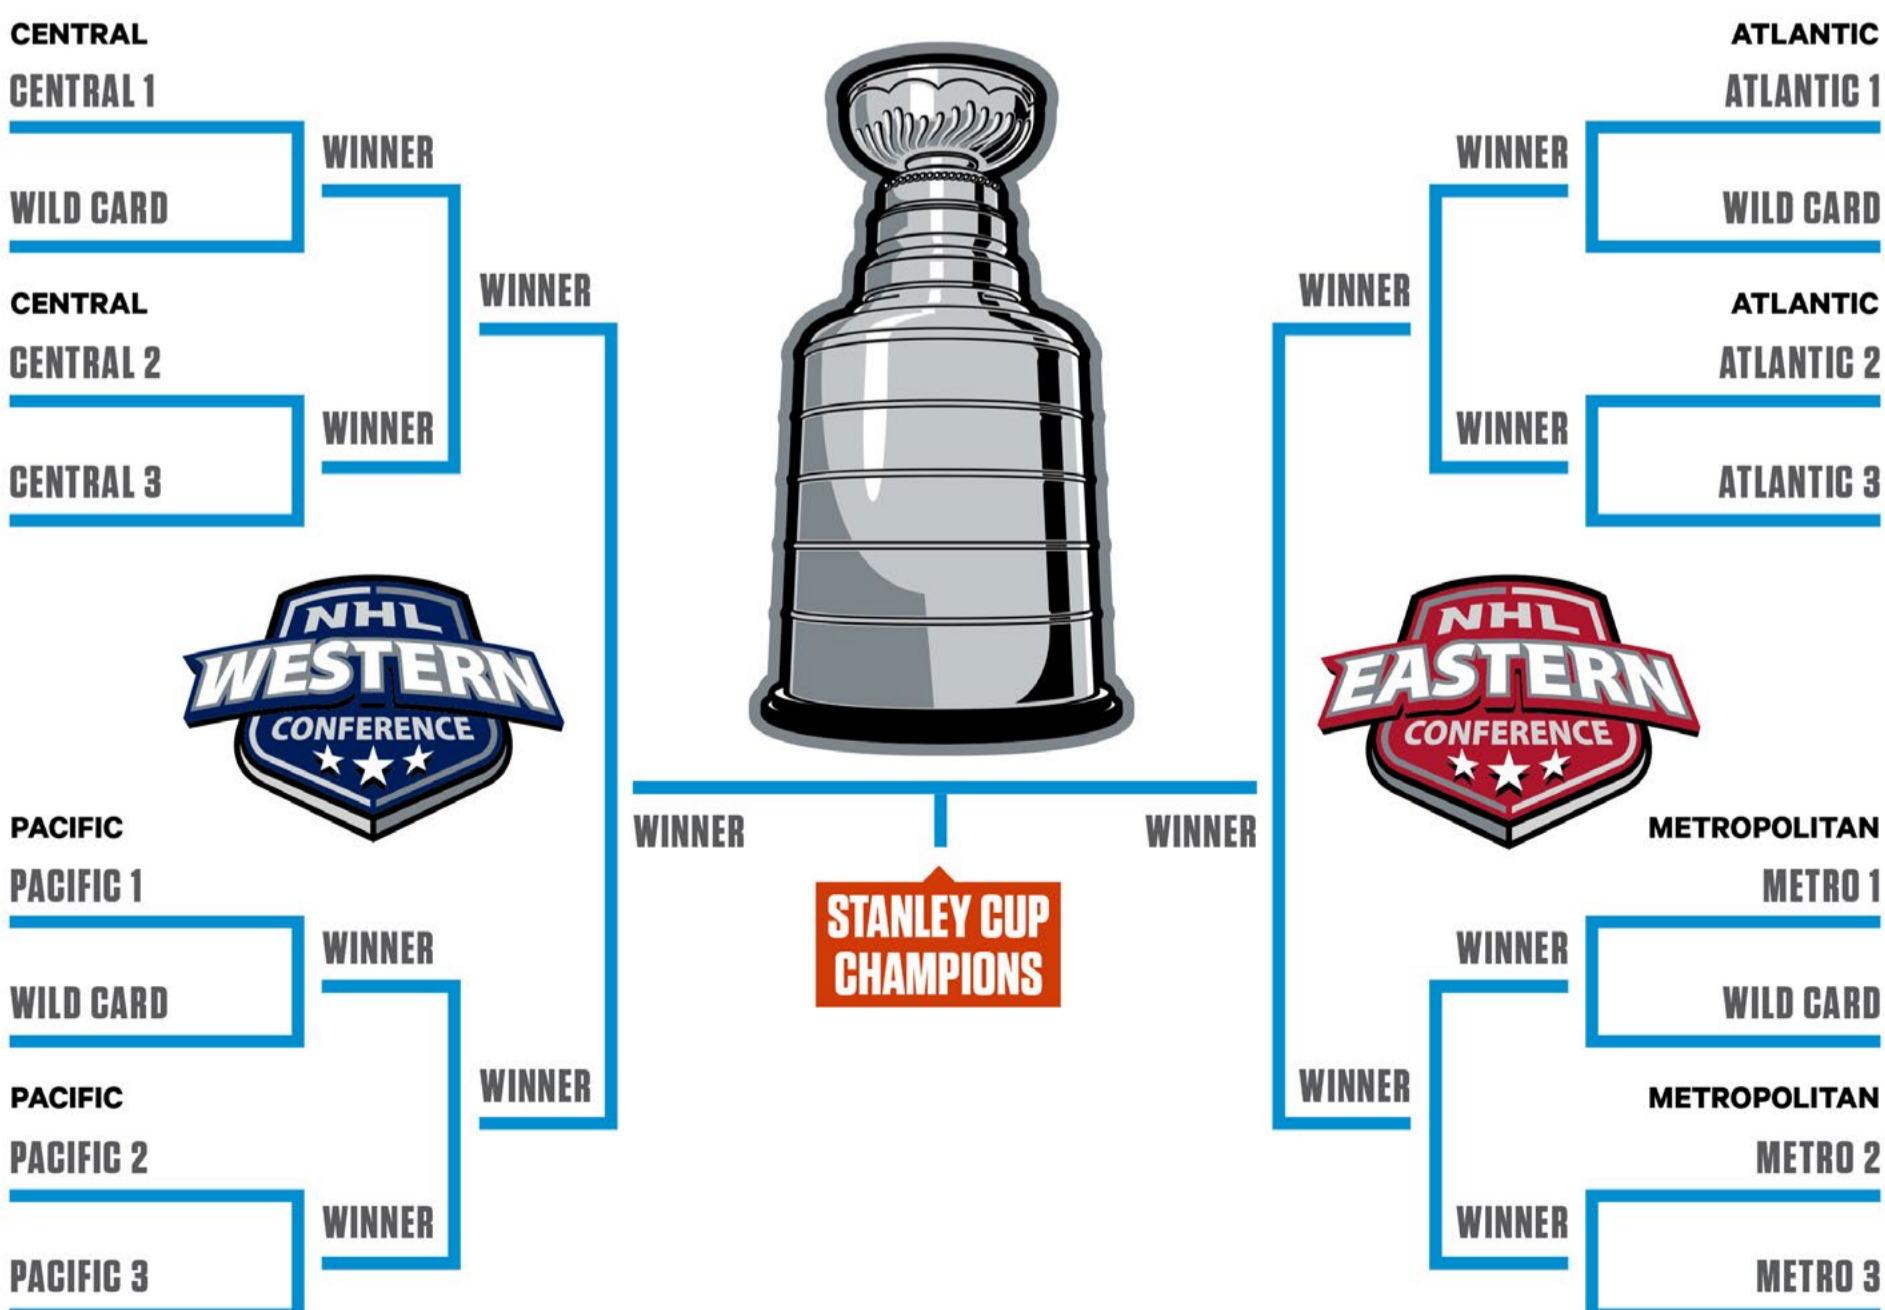 CENTRAL
CENTRAL 1
WINNER
WILD CARD
WINNER
CENTRAL
CENTRAL 2
WINNER
CENTRAL 3
NHL
WESTERN
CONFERENCE
PACIFIC
PACIFIC 1
WINNER
WILD CARD
WINNER
PACIFIC
PACIFIC 2
WINNER
PACIFIC 3
WINNER
WINNER
STANLEY CUP
CHAMPIONS
ATLANTIC
ATLANTIC 1
WINNER
WILD CARD
WINNER
ATLANTIC
ATLANTIC 2
WINNER
ATLANTIC 3
NHL
EASTERN
CONFERENCE
METROPOLITAN
METRO 1
WINNER
WILD CARD
WINNER
METROPOLITAN
METRO 2
WINNER
METRO 3